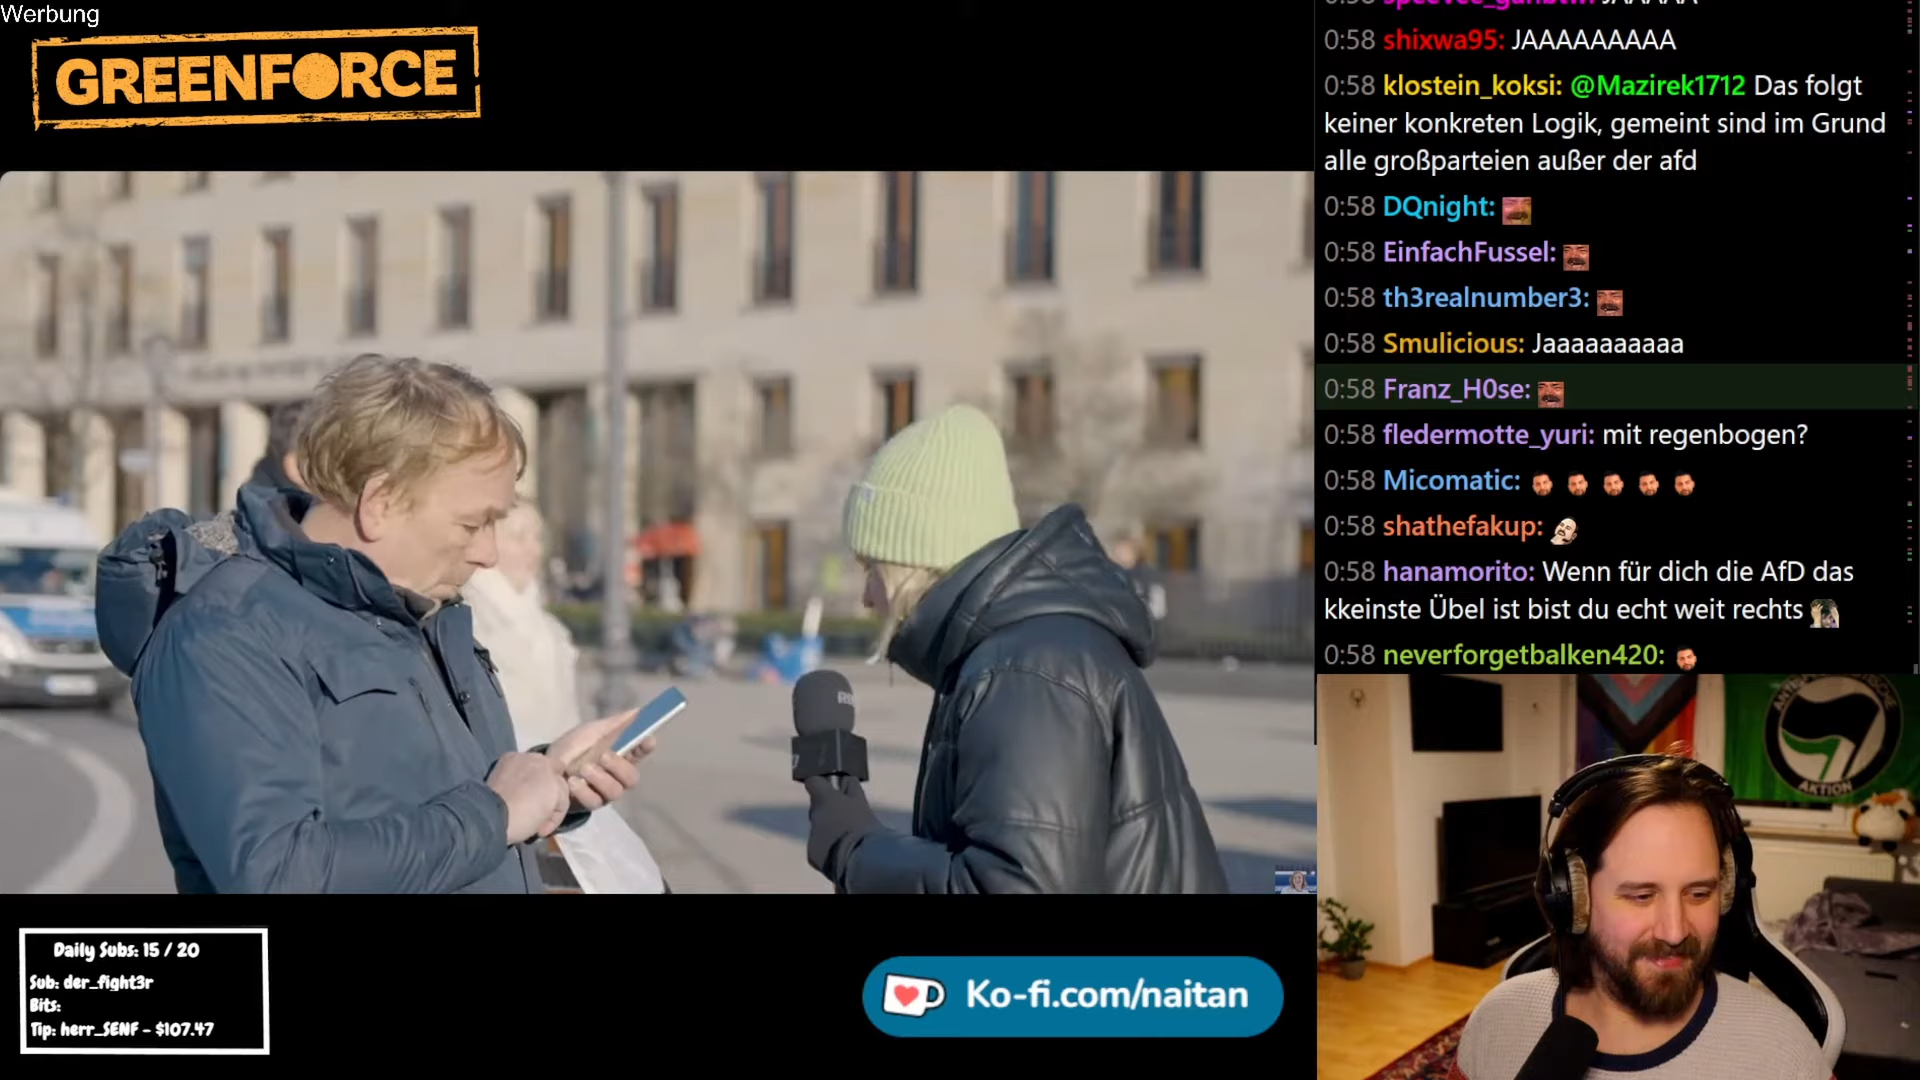 Werbung
GREENFORCE
0:58 shixwa95: JAAAAAAAAA
0:58 klostein_koksi: @Mazirek1712 Das folgt
keiner konkreten Logik, gemeint sind im Grund
alle großparteien außer der afd
0:58 DQnight:
0:58 EinfachFussel:
0:58 th3realnumber3:
0:58 Smulicious: Jaaaaaaaaaa
0:58 Franz_H0se:
0:58 fledermotte_yuri: mit regenbogen?
0:58 Micomatic:
0:58 shathefakup:
0:58 hanamorito: Wenn für dich die AfD das
kkeinste Übel ist bist du echt weit rechts
0:58 neverforgetbalken420:
AKTION
Daily Subs: 15 / 20
Sub: der_fight3r
Bits:
Tip: herr_SENF - $107.47
Ko-fi.com/naitan